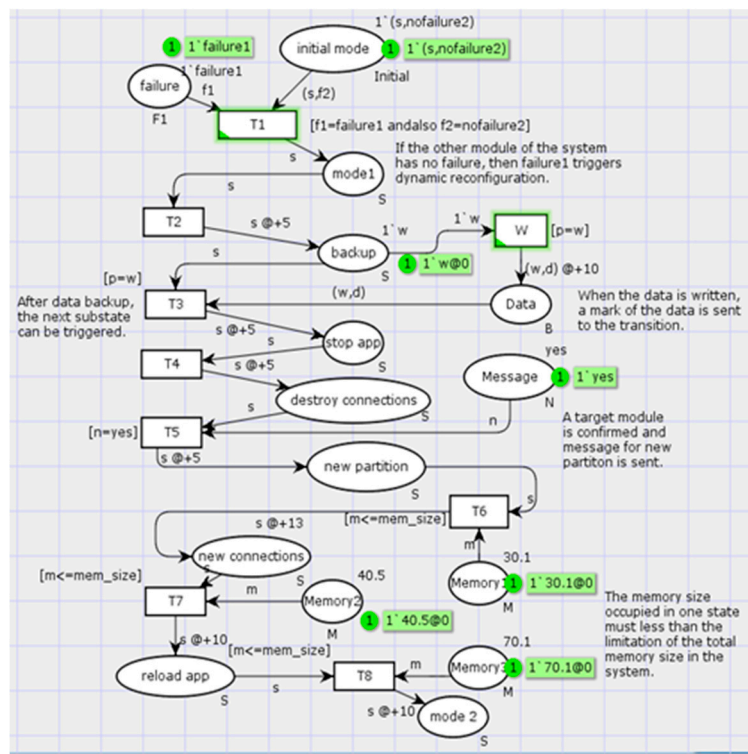 1`(s,nofailure2)
1 1`failure1
initial mode
1 1`(s,nofailure2)
1`failure1
Initial
failure
f1
(s,f2)
F1
T1
[f1=failure1 andalso f2=nofailure2]
If the other module of the system
has no failure, then failure1 triggers
dynamic reconfiguration.
s
mode1
S
s
T2
s @+5
1`w
1`w
W
[p=w]
backup
s
S
1 1`w@0
(w,d) @+10
[p=w]
After data backup,
the next substate
can be triggered.
T3
(w,d)
Data
B
When the data is written,
a mark of the data is sent
to the transition.
s @+5
stop app
s
S
T4
s @+5
yes
Message
1 1`yes
N
destroy connections
S
s
n
[n=yes]
T5
A target module
is confirmed and
message for new
partiton is sent.
s @+5
new partition
S
s
T6
[m<=mem_size]
s @+13
m
new connections
S
s
30.1
Memory1
1 1`30.1@0
M
[m<=mem_size]
T7
m
40.5
Memory2
1 1`40.5@0
M
The memory size
occupied in one state
must less than the
limitation of the total
memory size in the
system.
s @+10
[m<=mem_size]
70.1
reload app
S
s
T8
m
Memory3
1 1`70.1@0
M
s @+10
mode 2
S